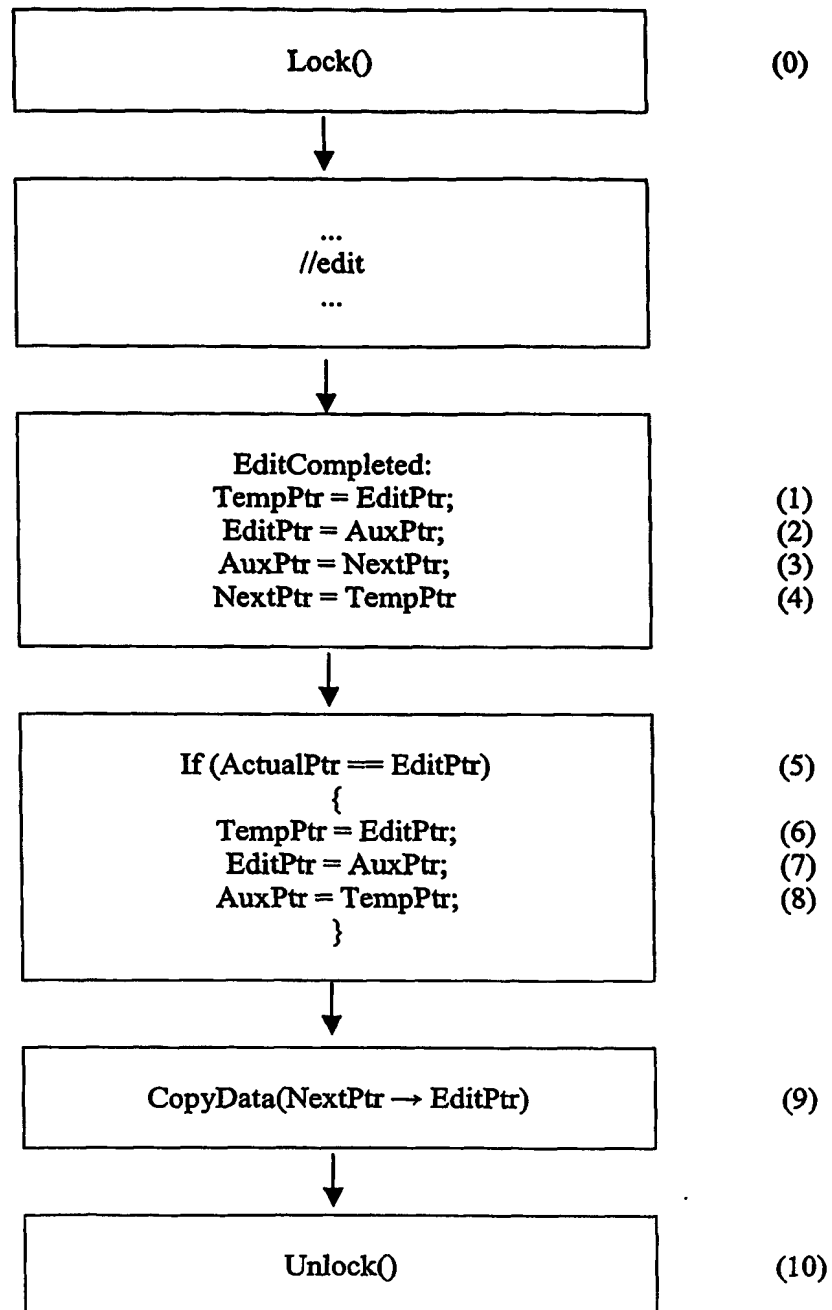 Lock() (0)
...
//edit
...
EditCompleted:
TempPtr = EditPtr; (1)
EditPtr = AuxPtr; (2)
AuxPtr = NextPtr; (3)
NextPtr = TempPtr (4)
If (ActualPtr == EditPtr) (5)
{
TempPtr = EditPtr; (6)
EditPtr = AuxPtr; (7)
AuxPtr = TempPtr; (8)
}
CopyData(NextPtr → EditPtr) (9)
Unlock() (10)